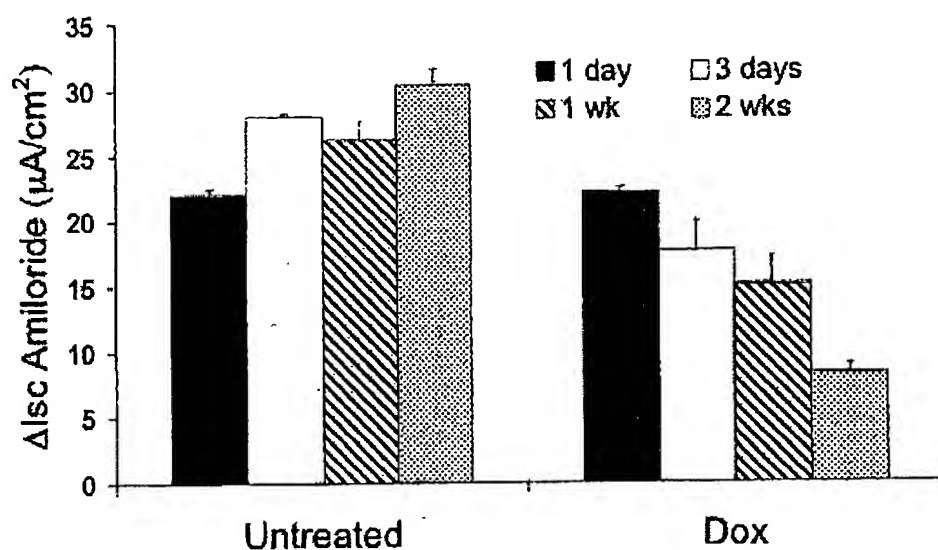 ΔIsc Amiloride (µA/cm²)
35
30
25
20
15
10
5
0
1 day
3 days
1 wk
2 wks
Untreated
Dox